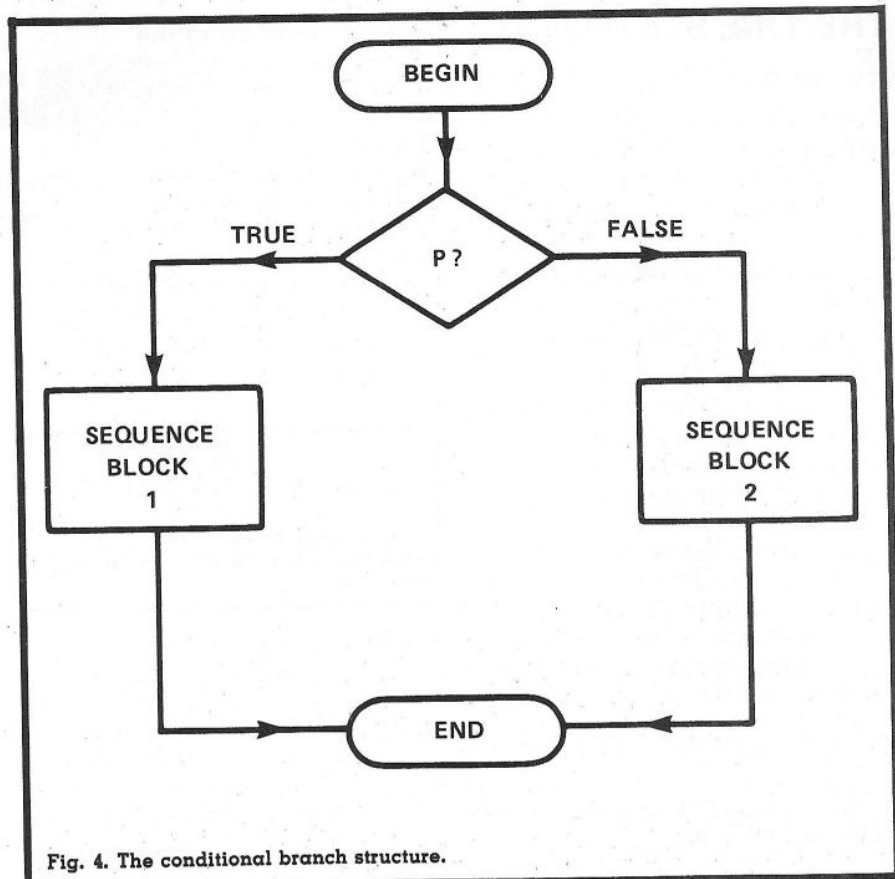 BEGIN
P ?
TRUE
FALSE
SEQUENCE
BLOCK
1
SEQUENCE
BLOCK
2
END
Fig. 4. The conditional branch structure.